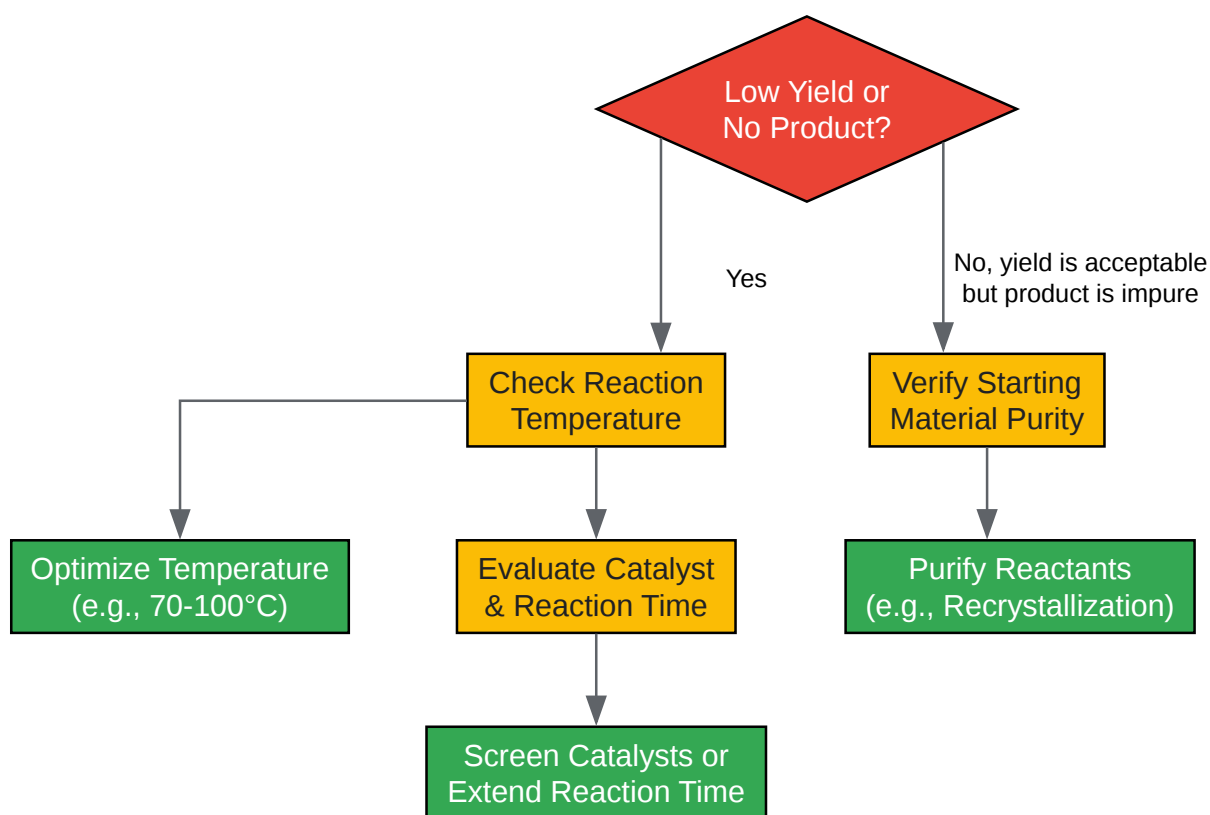 Low Yield or
No Product?
Yes
No, yield is acceptable
but product is impure
Check Reaction
Temperature
Verify Starting
Material Purity
Optimize Temperature
(e.g., 70-100°C)
Evaluate Catalyst
& Reaction Time
Purify Reactants
(e.g., Recrystallization)
Screen Catalysts or
Extend Reaction Time